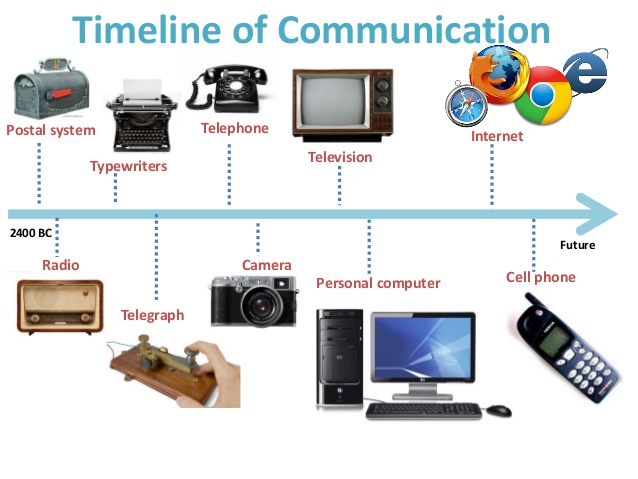 Timeline of Communication
Postal system
Typewriters
Telephone
Television
Internet
2400 BC
Future
Radio
Telegraph
Camera
Personal computer
Cell phone